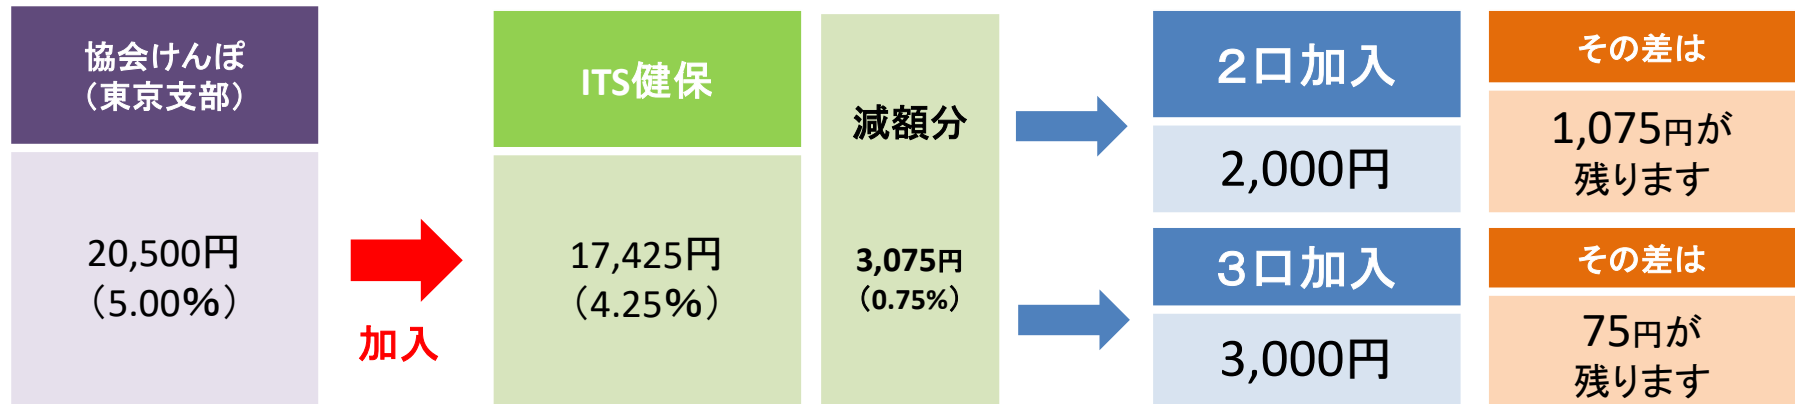 協会けんぽ
（東京支部）
20,500円
（5.00％）
加入
ITS健保
17,425円
（4.25％）
減額分
3,075円
（0.75%）
２口加入
2,000円
その差は
1,075円が
残ります
３口加入
3,000円
その差は
75円が
残ります